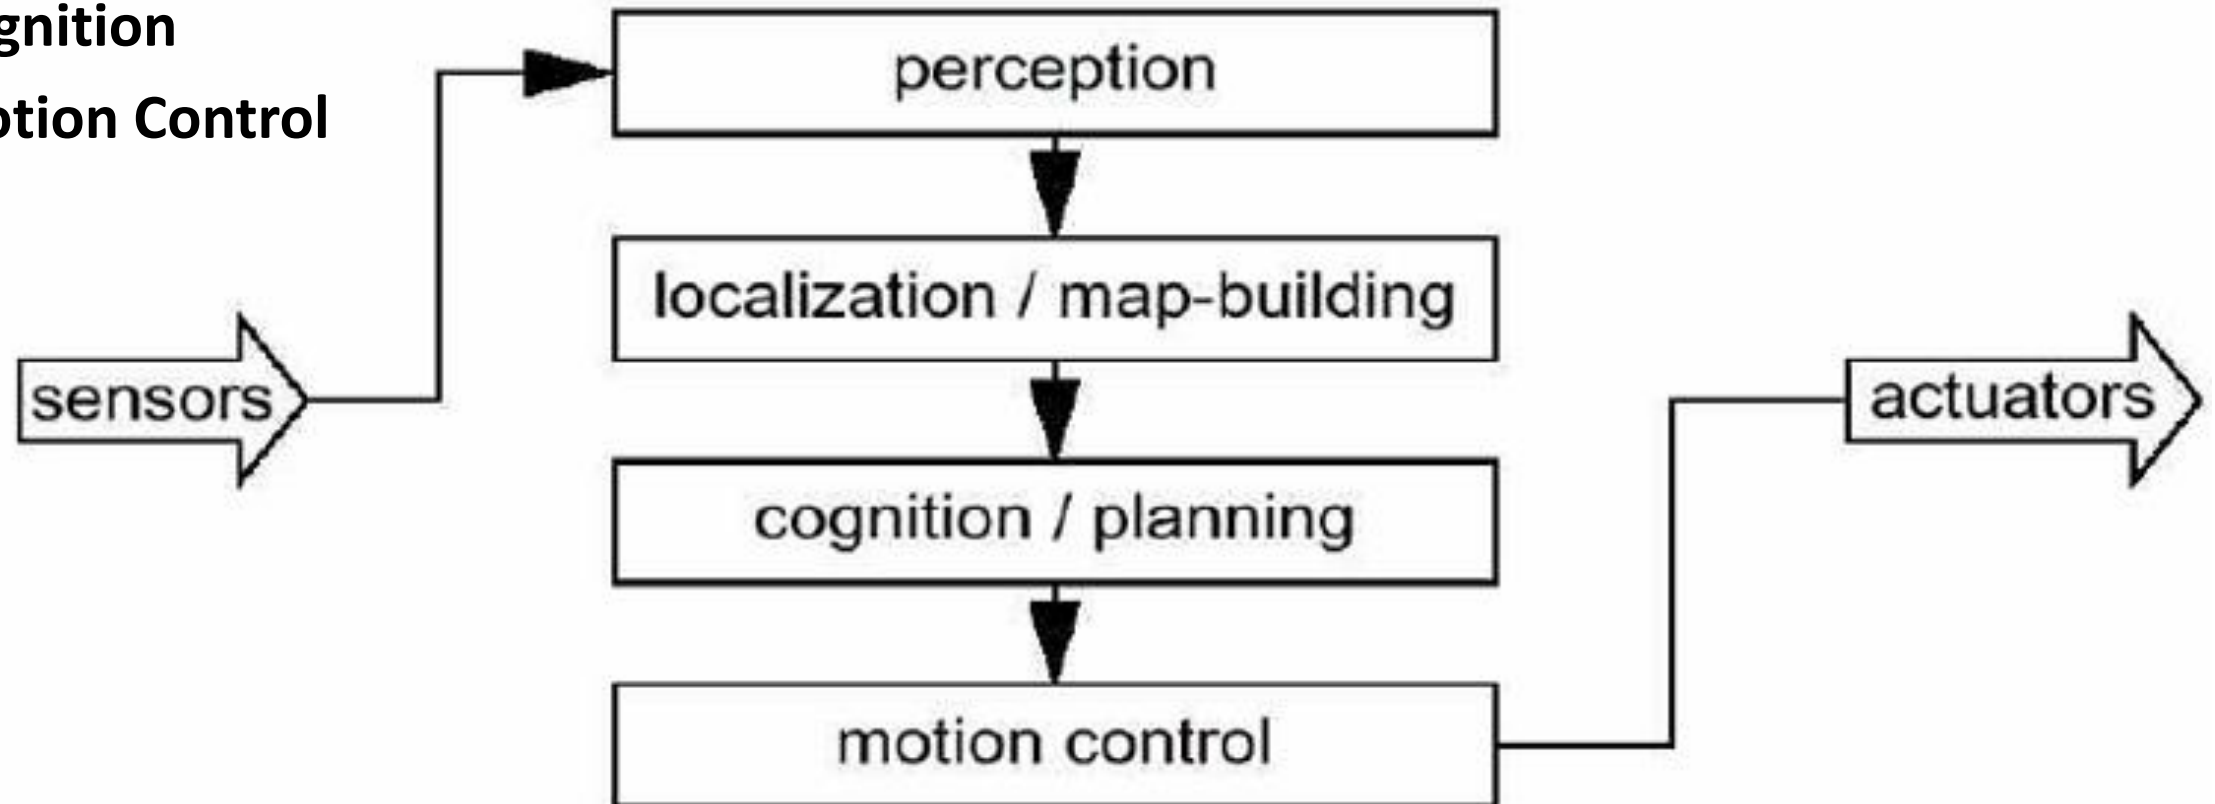 gnition
otion Control
perception
localization / map-building
sensors
actuators
cognition / planning
motion control